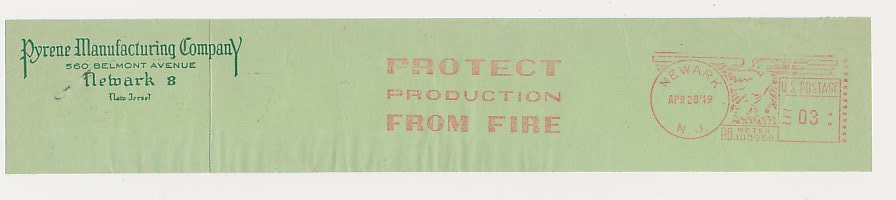 Pyrene Manufacturing Company
560 BELMONT AVENUE
Newark 8
New Jersey
PROTECT
PRODUCTION
FROM FIRE
NEWARK
APR 28 '49
N. J.
U.S. POSTAGE
03
P.B. METER